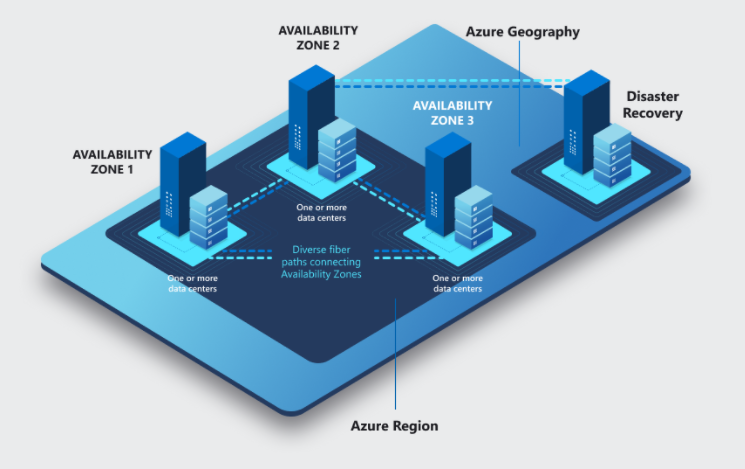 AVAILABILITY
ZONE 2
Azure Geography
Disaster
Recovery
AVAILABILITY
ZONE 3
AVAILABILITY
ZONE 1
One or more
data centers
Diverse fiber
paths connecting
Availability Zones
One or more
data centers
One or more
data centers
Azure Region